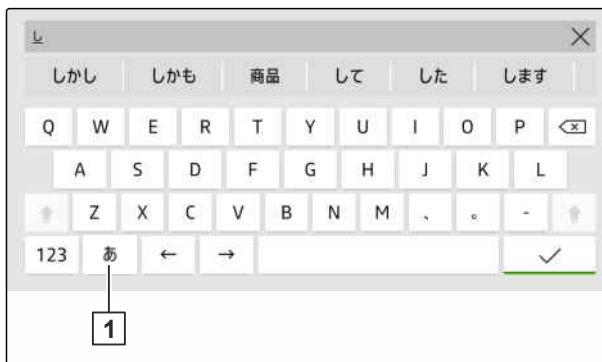 し
しかし しかも 商品 して した します
Q W E R T Y U I O P
A S D F G H J K L
Z X C V B N M 、 。 -
123 あ ← →
1